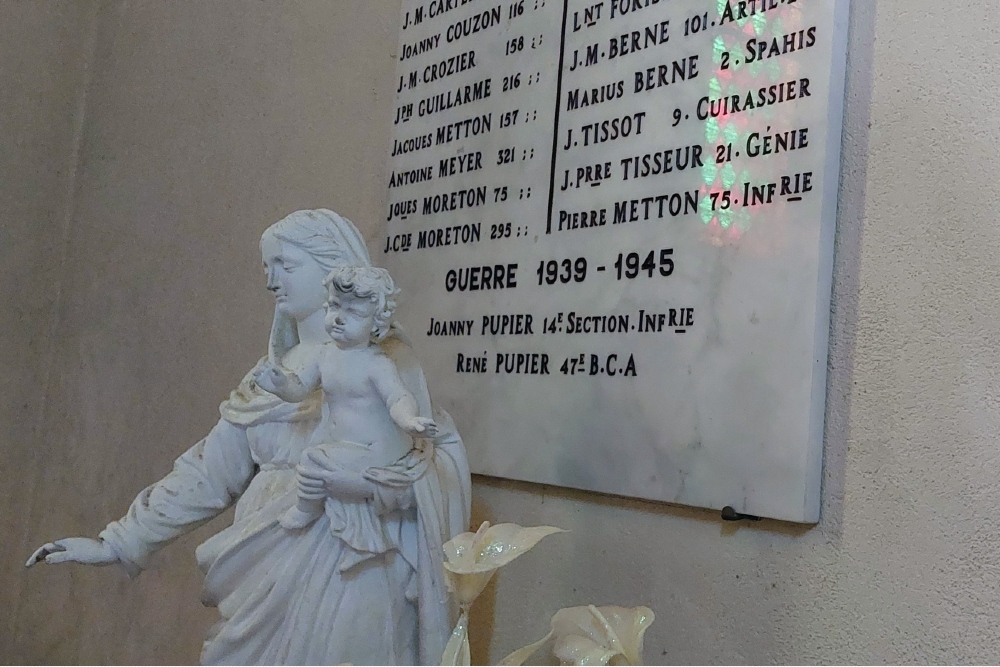 J.M.
JOANNY COUZON 116 ::
J.M. CROZIER 158 ::
JPH GUILLARME 216 ::
JACQUES METTON 157 ::
ANTOINE MEYER 321 ::
JQUES MORETON 75 ::
J.CDE MORETON 295 ::
LNT
J.M. BERNE 101.
MARIUS BERNE 2. SPAHIS
J. TISSOT 9. CUIRASSIER
J.PRRE TISSEUR 21. GÉNIE
PIERRE METTON 75. INFRIE
GUERRE 1939 - 1945
JOANNY PUPIER 14E SECTION. INFRIE
RENÉ PUPIER 47E B.C.A